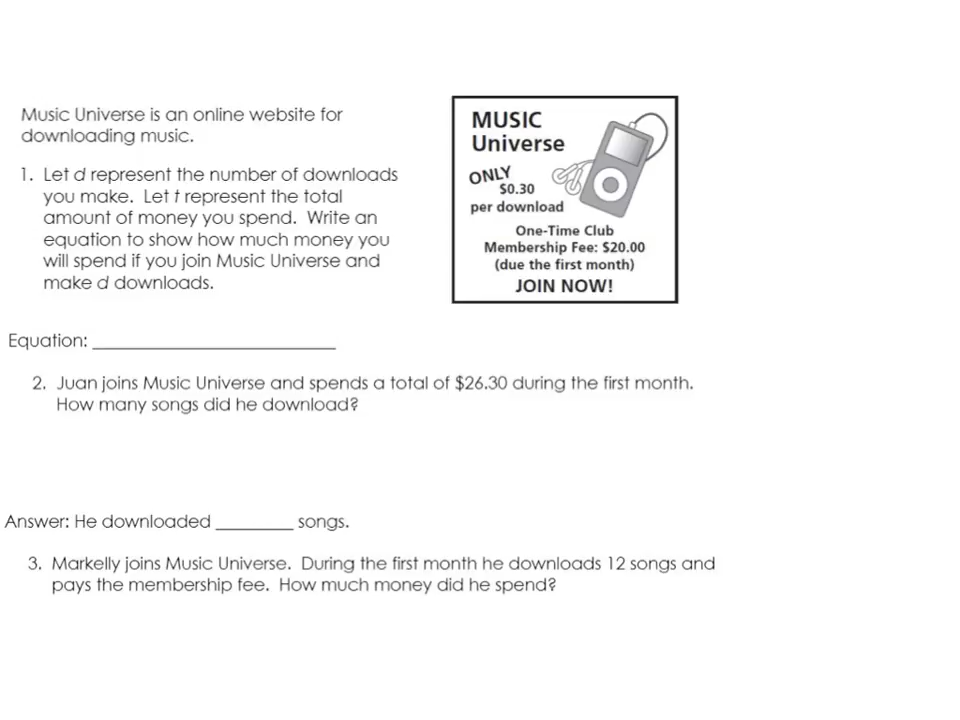 Music Universe is an online website for
downloading music.
1. Let d represent the number of downloads
you make. Let t represent the total
amount of money you spend. Write an
equation to show how much money you
will spend if you join Music Universe and
make d downloads.
MUSIC
Universe
ONLY
$0.30
per download
One-Time Club
Membership Fee: $20.00
(due the first month)
JOIN NOW!
Equation: _________________________
2. Juan joins Music Universe and spends a total of $26.30 during the first month.
How many songs did he download?
Answer: He downloaded ________ songs.
3. Markelly joins Music Universe. During the first month he downloads 12 songs and
pays the membership fee. How much money did he spend?